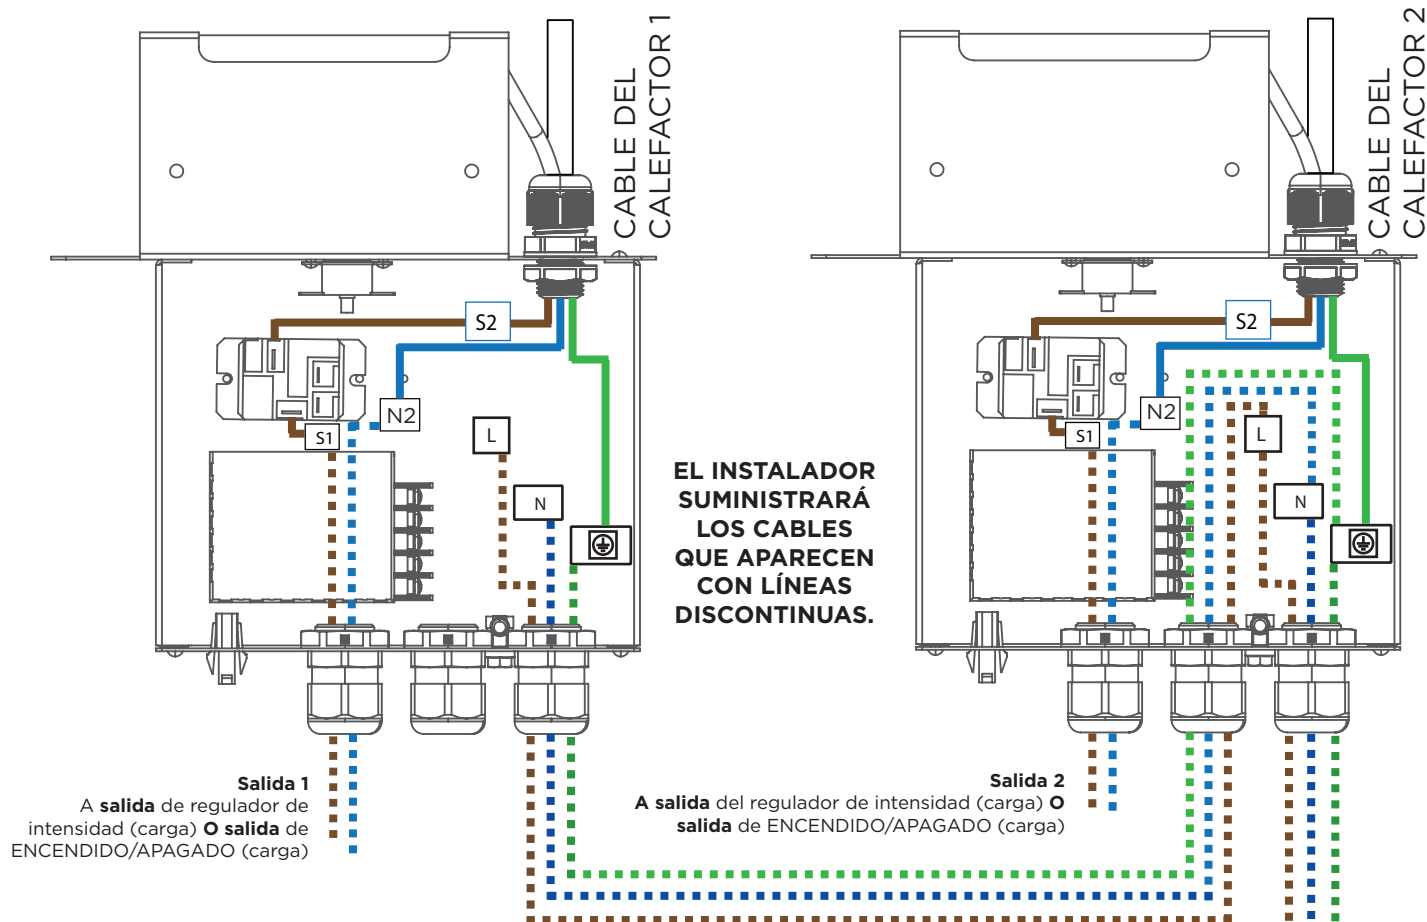 CABLE DEL
CALEFACTOR 1
CABLE DEL
CALEFACTOR 2
S2
N2
S1
L
N
S2
N2
S1
L
N
EL INSTALADOR
SUMINISTRARÁ
LOS CABLES
QUE APARECEN
CON LÍNEAS
DISCONTINUAS.
Salida 1
A salida de regulador de
intensidad (carga) O salida de
ENCENDIDO/APAGADO (carga)
Salida 2
A salida del regulador de intensidad (carga) O
salida de ENCENDIDO/APAGADO (carga)